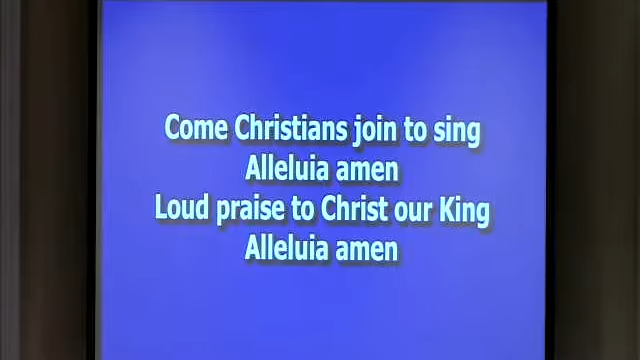 Come Christians join to sing
Alleluia amen
Loud praise to Christ our King
Alleluia amen